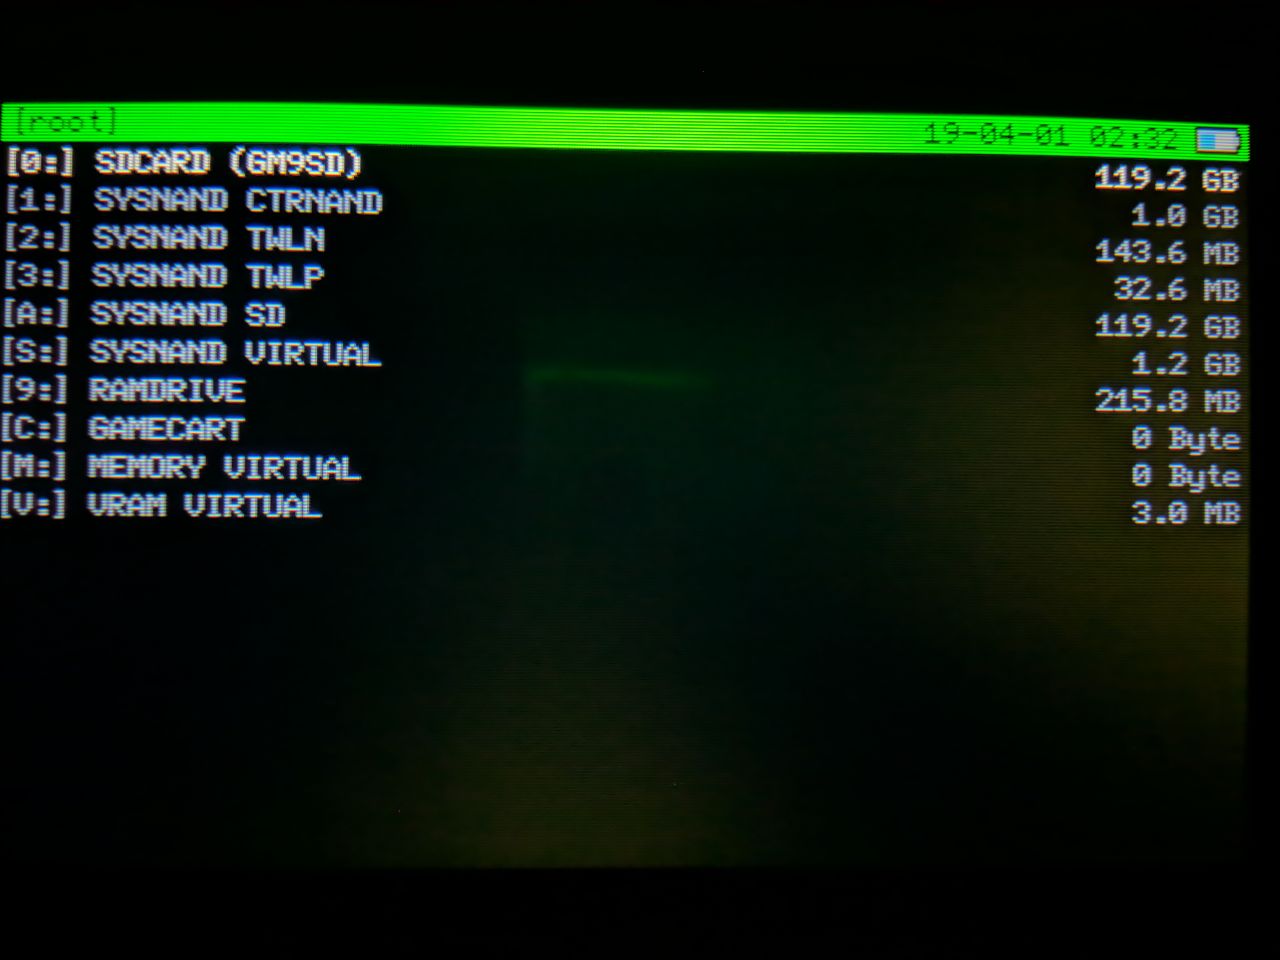 [root] 19-04-01 02:32
[0:] SDCARD (GM9SD) 119.2 GB
[1:] SYSNAND CTRNAND 1.0 GB
[2:] SYSNAND TWLN 143.6 MB
[3:] SYSNAND TWLP 32.6 MB
[A:] SYSNAND SD 119.2 GB
[S:] SYSNAND VIRTUAL 1.2 GB
[9:] RAMDRIVE 215.8 MB
[C:] GAMECART 0 Byte
[M:] MEMORY VIRTUAL 0 Byte
[V:] VRAM VIRTUAL 3.0 MB